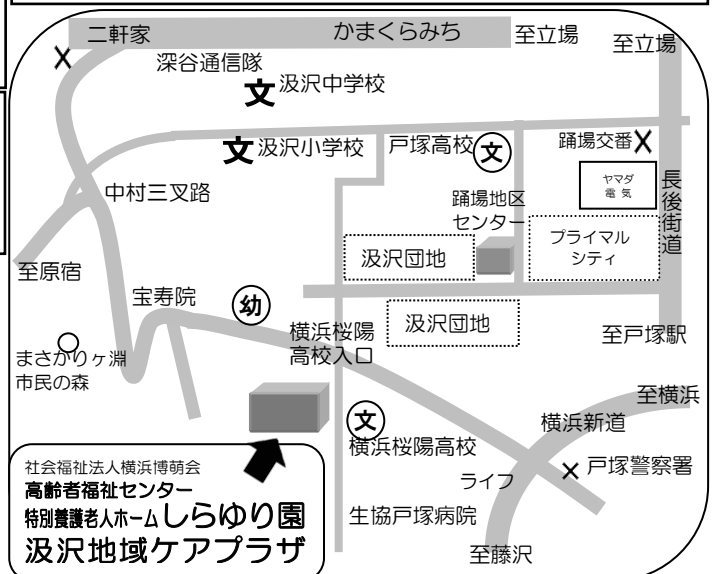 二軒家
かまくらみち
至立場
至立場
深谷通信隊
文 汲沢中学校
文 汲沢小学校
戸塚高校 文
踊場交番
ヤマダ
電気
長後街道
中村三叉路
踊場地区
センター
プライマル
シティ
汲沢団地
至原宿
宝寿院
幼
汲沢団地
横浜桜陽
高校入口
至戸塚駅
まさかりヶ淵
市民の森
至横浜
文
横浜新道
横浜桜陽高校
ライフ
戸塚警察署
社会福祉法人横浜博萌会
高齢者福祉センター
特別養護老人ホームしらゆり園
汲沢地域ケアプラザ
生協戸塚病院
至藤沢